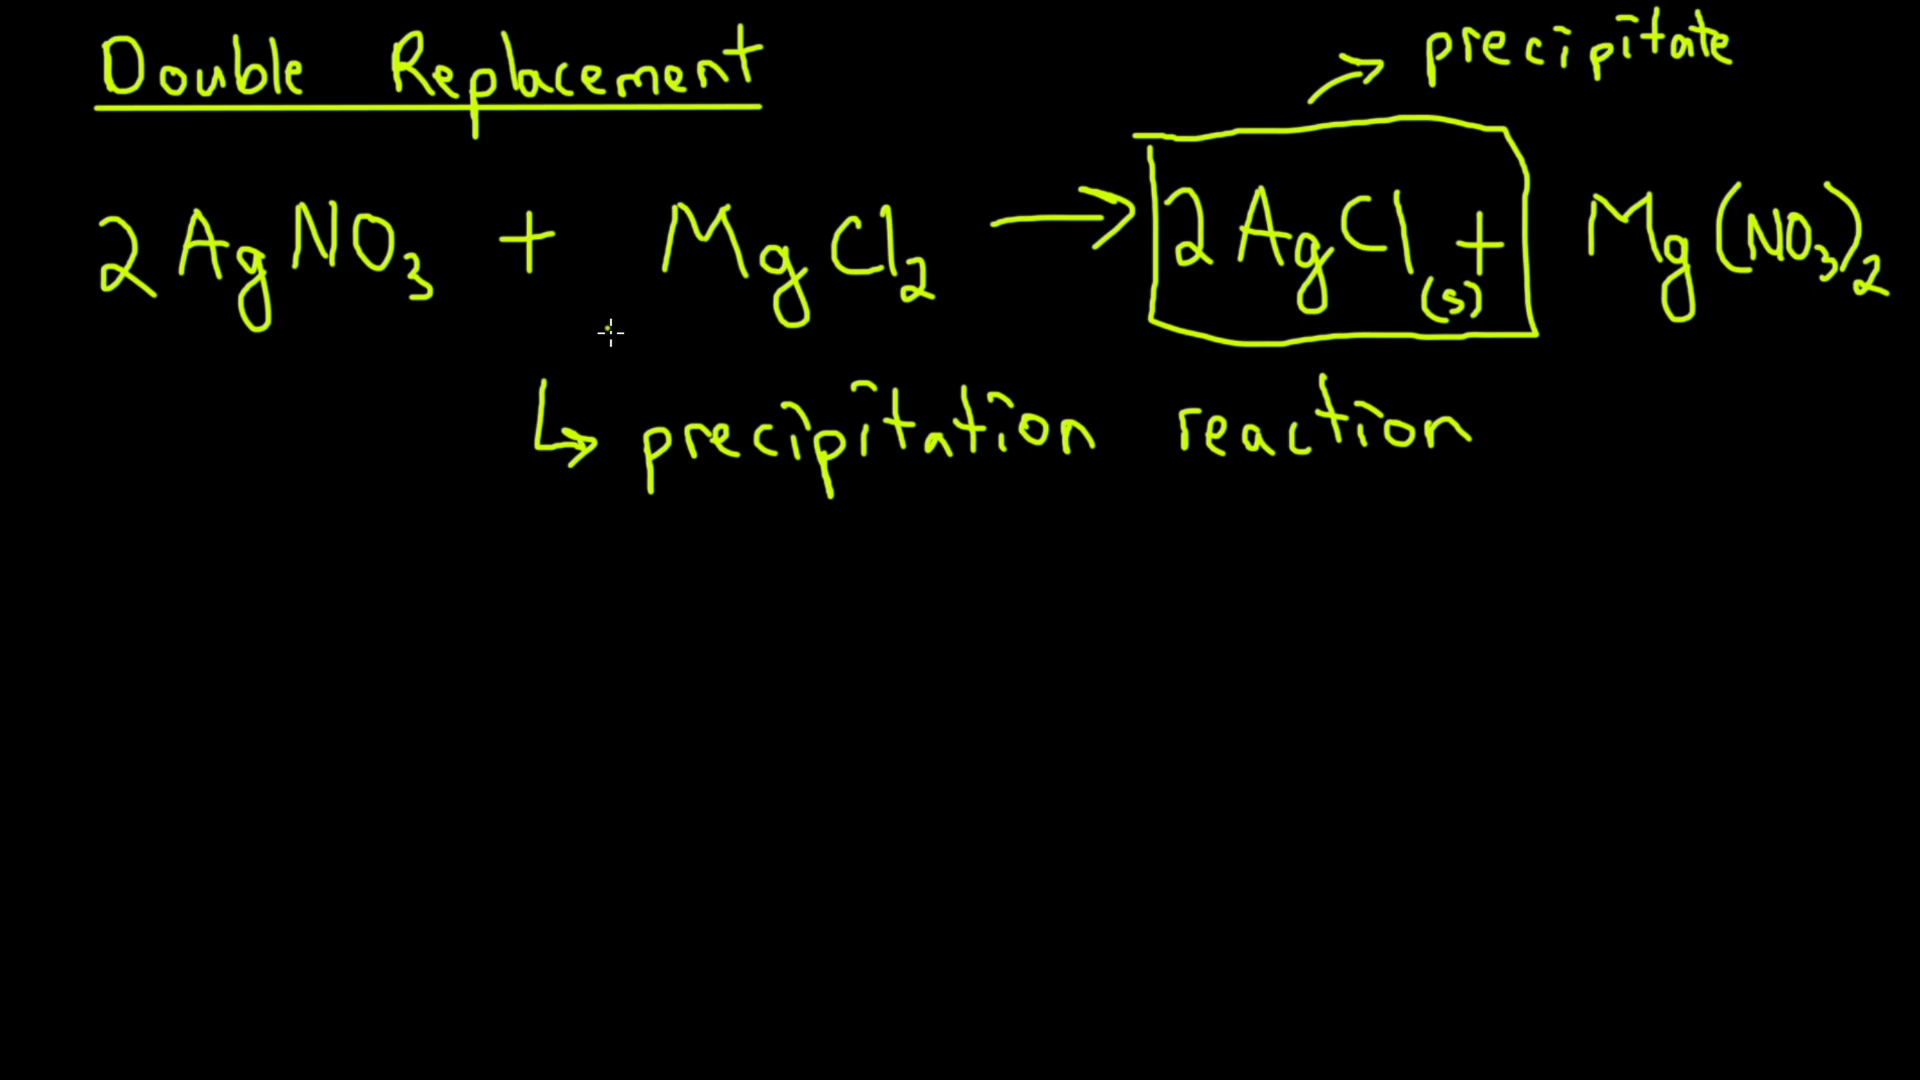 Double Replacement
precipitate
2AgNO₃ + MgCl₂ → 2AgCl(s) + Mg(NO₃)₂
↳ precipitation reaction